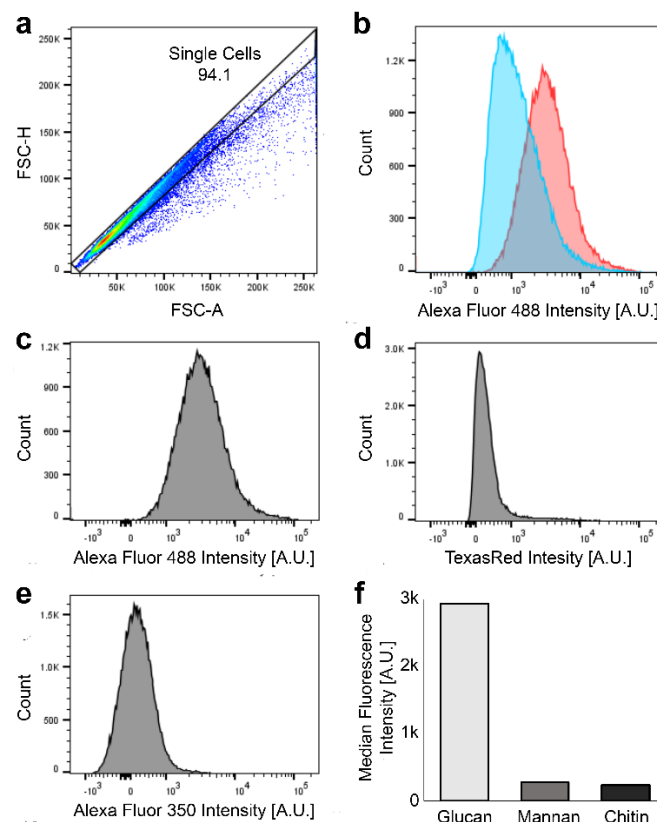 a
Single Cells
94.1
FSC-H
250K
200K
150K
100K
50K
0
50K 100K 150K 200K 250K
FSC-A
b
Count
1.2K
900
600
300
0
-10³ 0 10³ 10⁴ 10⁵
Alexa Fluor 488 Intensity [A.U.]
c
Count
1.2K
900
600
300
0
-10³ 0 10³ 10⁴ 10⁵
Alexa Fluor 488 Intensity [A.U.]
d
Count
3.0K
2.0K
1.0K
0
-10³ 0 10³ 10⁴ 10⁵
TexasRed Intesity [A.U.]
e
Count
1.5K
1.0K
500
0
-10³ 0 10³ 10⁴ 10⁵
Alexa Fluor 350 Intensity [A.U.]
f
Median Fluorescence
Intensity [A.U.]
3k
2k
1k
0
Glucan Mannan Chitin